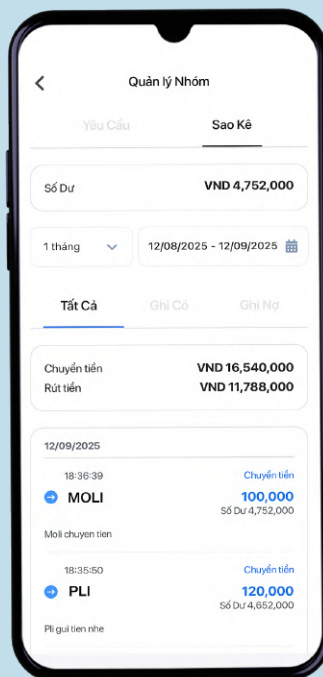 Quản lý Nhóm
Yêu Cầu Sao Kê
Số Dư VND 4,752,000
1 tháng 12/08/2025 - 12/09/2025
Tất Cả Ghi Có Ghi Nợ
Chuyển tiền VND 16,540,000
Rút tiền VND 11,788,000
12/09/2025
18:36:39 Chuyển tiền
MOLI 100,000
Số Dư 4,752,000
Moli chuyen tien
18:35:50 Chuyển tiền
PLI 120,000
Số Dư 4,652,000
Pli gui tien nhe